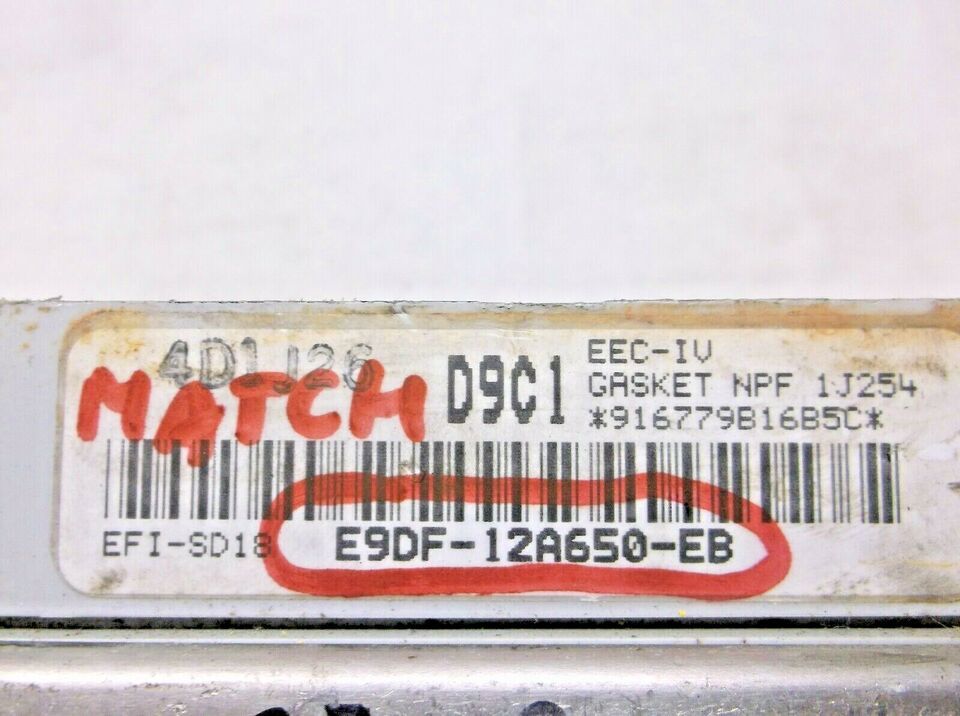 4D1J26
MATCH
D9C1
EEC-IV
GASKET NPF 1J254
*916779B16B5C*
EFI-SD18
E9DF-12A650-EB